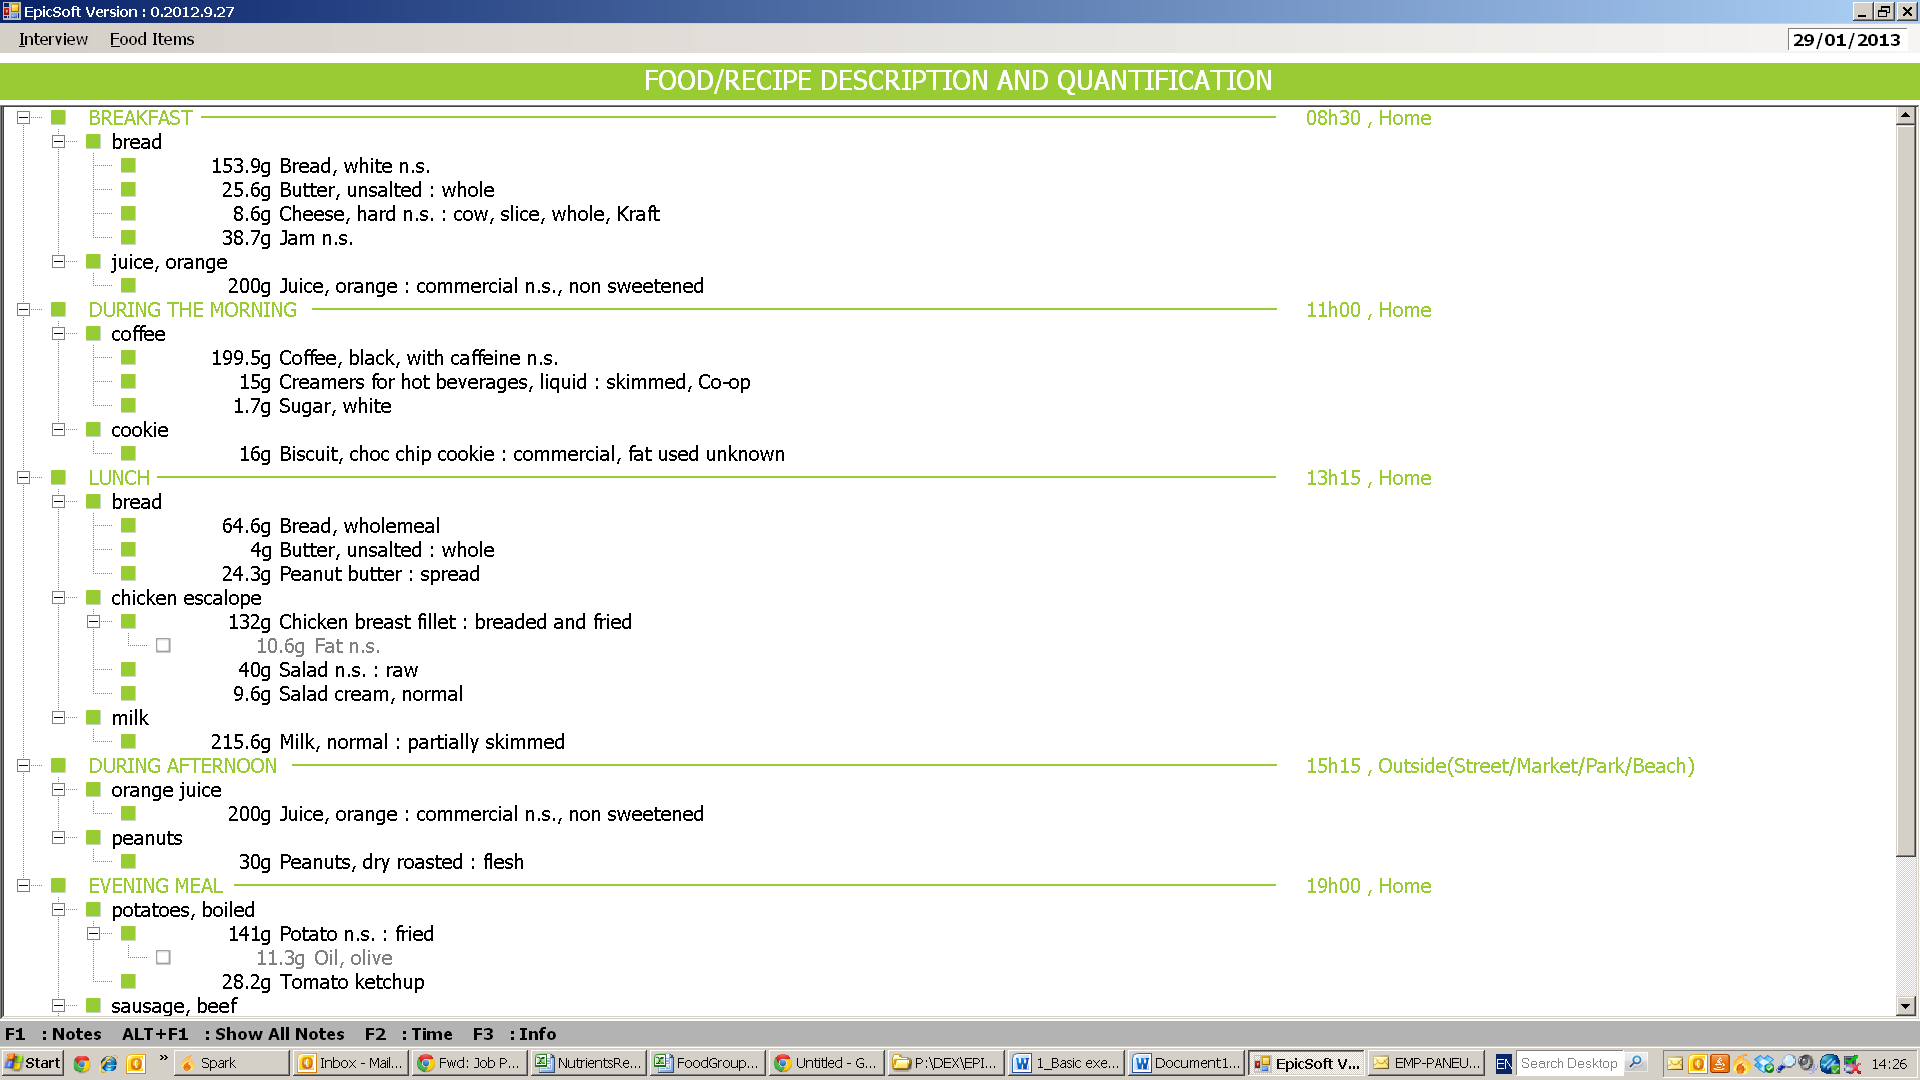 EpicSoft Version : 0.2012.9.27
Interview Food Items 29/01/2013
FOOD/RECIPE DESCRIPTION AND QUANTIFICATION
BREAKFAST 08h30 , Home
bread
153.9g Bread, white n.s.
25.6g Butter, unsalted : whole
8.6g Cheese, hard n.s. : cow, slice, whole, Kraft
38.7g Jam n.s.
juice, orange
200g Juice, orange : commercial n.s., non sweetened
DURING THE MORNING 11h00 , Home
coffee
199.5g Coffee, black, with caffeine n.s.
15g Creamers for hot beverages, liquid : skimmed, Co-op
1.7g Sugar, white
cookie
16g Biscuit, choc chip cookie : commercial, fat used unknown
LUNCH 13h15 , Home
bread
64.6g Bread, wholemeal
4g Butter, unsalted : whole
24.3g Peanut butter : spread
chicken escalope
132g Chicken breast fillet : breaded and fried
10.6g Fat n.s.
40g Salad n.s. : raw
9.6g Salad cream, normal
milk
215.6g Milk, normal : partially skimmed
DURING AFTERNOON 15h15 , Outside(Street/Market/Park/Beach)
orange juice
200g Juice, orange : commercial n.s., non sweetened
peanuts
30g Peanuts, dry roasted : flesh
EVENING MEAL 19h00 , Home
potatoes, boiled
141g Potato n.s. : fried
11.3g Oil, olive
28.2g Tomato ketchup
sausage, beef
F1 : Notes ALT+F1 : Show All Notes F2 : Time F3 : Info
Start » Spark Inbox - Mail... Fwd: Job P... NutrientsRe... FoodGroup... Untitled - G... P:\DEX\EPI... 1_Basic exe... Document1... EpicSoft V... EMP-PANEU... EN Search Desktop 14:26